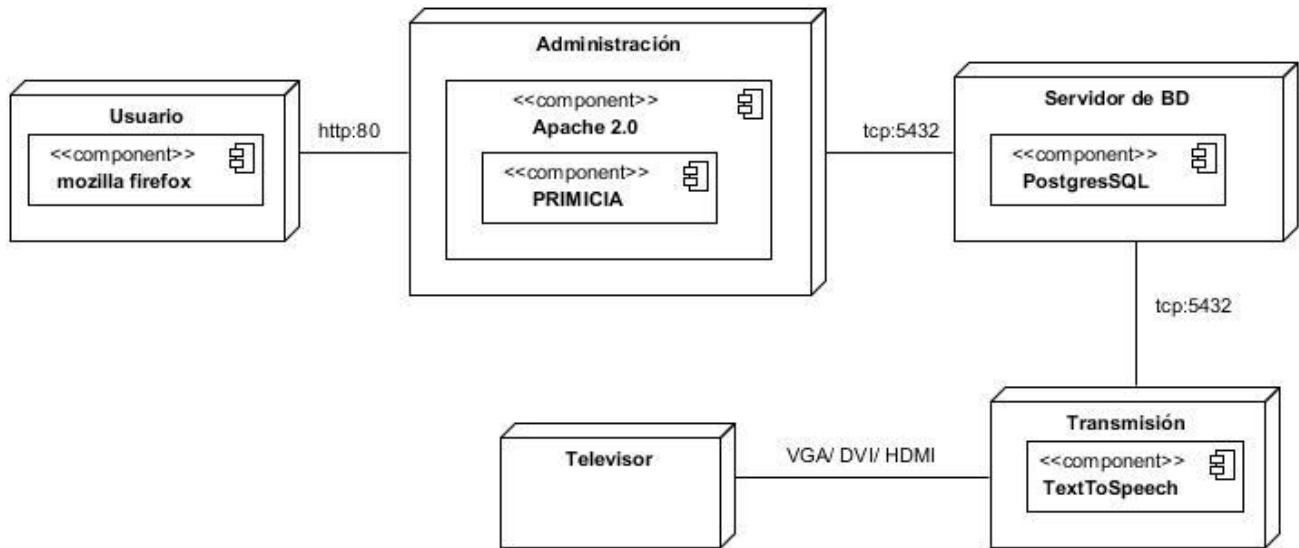 Usuario
<<component>>
mozilla firefox
http:80
Administración
<<component>>
Apache 2.0
<<component>>
PRIMICIA
tcp:5432
Servidor de BD
<<component>>
PostgresSQL
tcp:5432
Transmisión
<<component>>
TextToSpeech
VGA/ DVI/ HDMI
Televisor